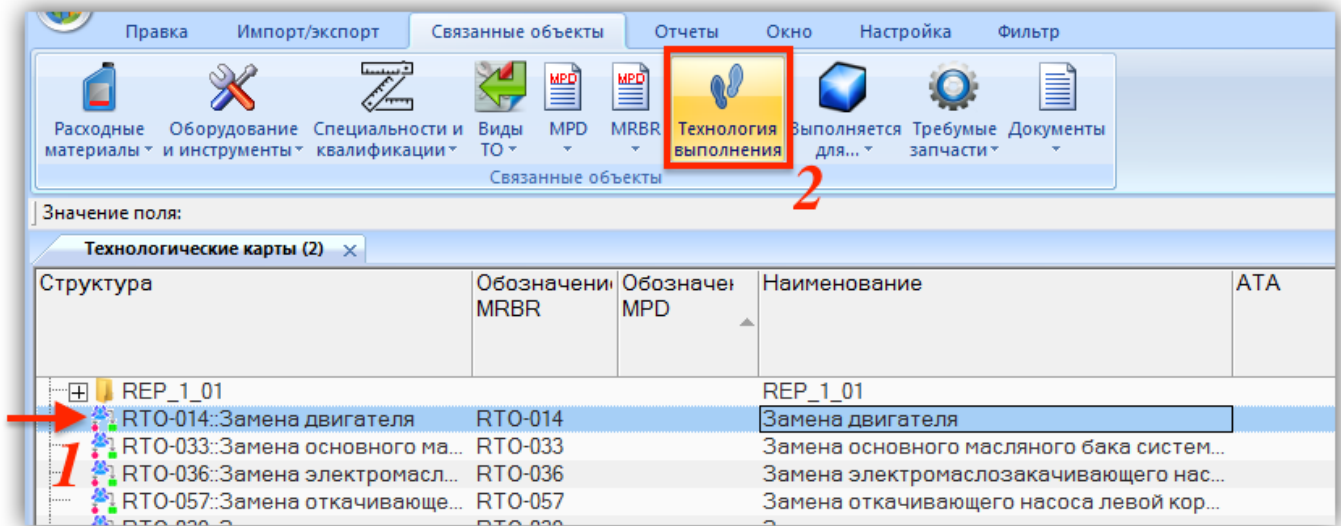 Правка Импорт/экспорт Связанные объекты Отчеты Окно Настройка Фильтр
MPD MPD
Расходные Оборудование Специальности и Виды MPD MRBR Технология Выполняется Требумые Документы
материалы и инструменты квалификации ТО выполнения для... запчасти
Связанные объекты
2
Значение поля:
Технологические карты (2)
Структура Обозначени Обозначен Наименование ATA
MRBR MPD
REP_1_01 REP_1_01
RTO-014::Замена двигателя RTO-014 Замена двигателя
1
RTO-033::Замена основного ма... RTO-033 Замена основного масляного бака систем...
RTO-036::Замена электромасл... RTO-036 Замена электромаслозакачивающего нас...
RTO-057::Замена откачивающе... RTO-057 Замена откачивающего насоса левой кор...